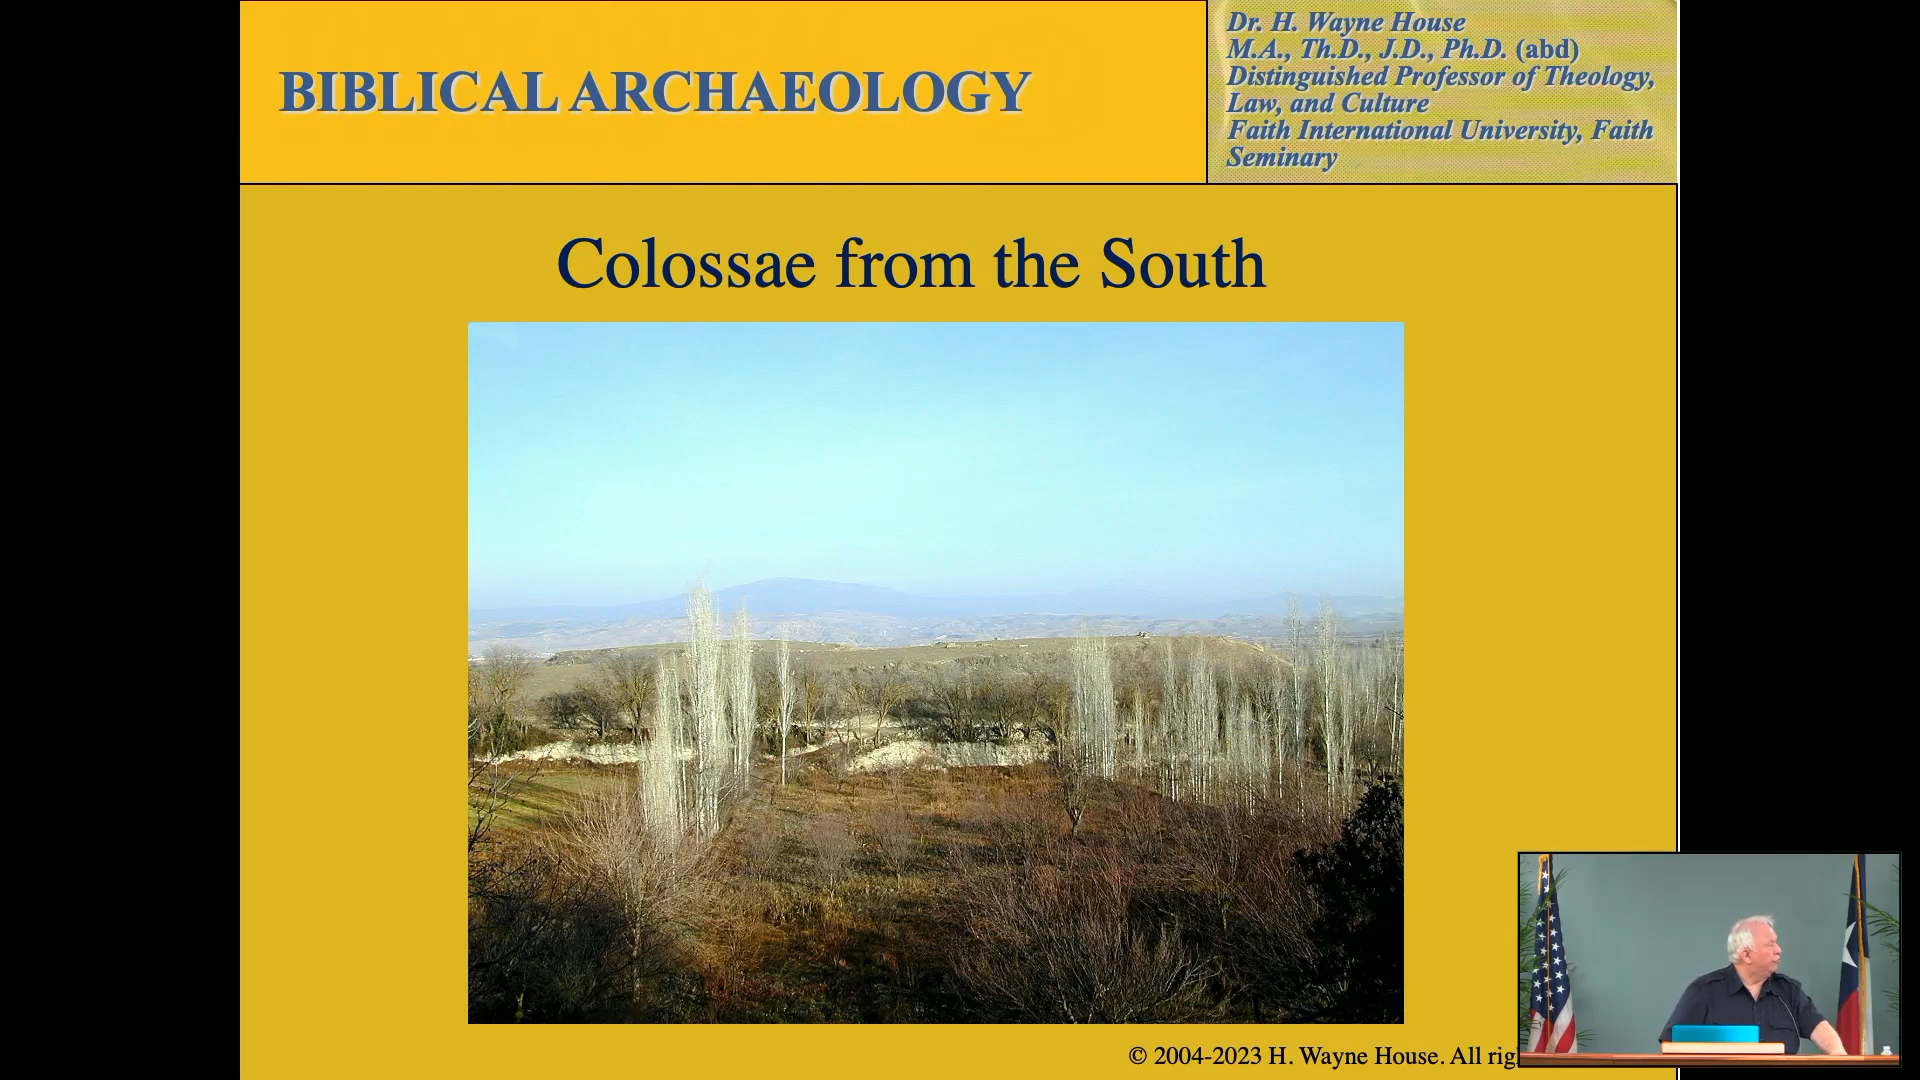 BIBLICAL ARCHAEOLOGY
Dr. H. Wayne House
M.A., Th.D., J.D., Ph.D. (abd)
Distinguished Professor of Theology,
Law, and Culture
Faith International University, Faith
Seminary
Colossae from the South
© 2004-2023 H. Wayne House. All